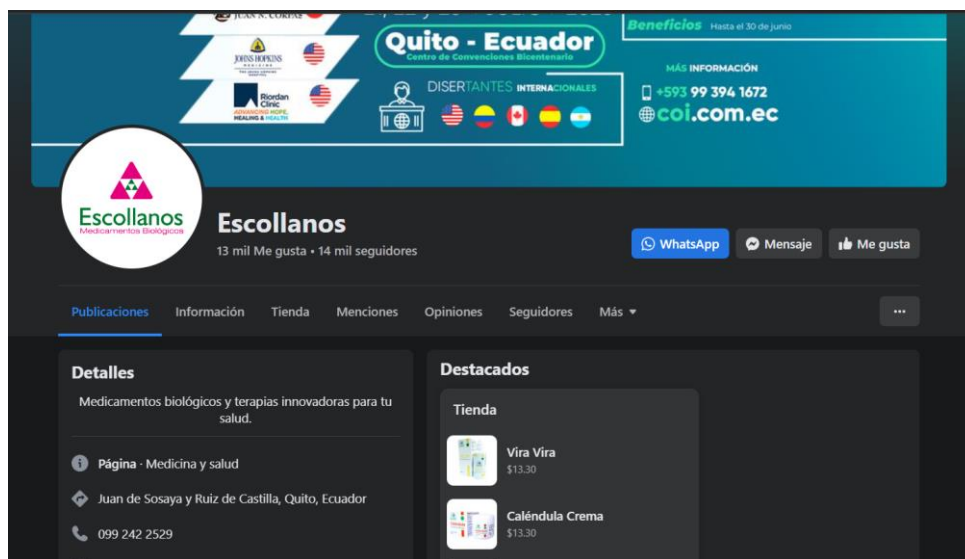 JUAN N. CORPAS
Quito - Ecuador
Centro de Convenciones Bicentenario
Beneficios Hasta el 30 de junio
JOHNS HOPKINS
MEDICINE
DISERTANTES INTERNACIONALES
MÁS INFORMACIÓN
+593 99 394 1672
coi.com.ec
Riordan
Clinic
ADVANCING HOPE,
HEALING & HEALTH
Escollanos
Medicamentos Biológicos
Escollanos
13 mil Me gusta • 14 mil seguidores
WhatsApp
Mensaje
Me gusta
Publicaciones
Información
Tienda
Menciones
Opiniones
Seguidores
Más
Detalles
Medicamentos biológicos y terapias innovadoras para tu
salud.
Página · Medicina y salud
Juan de Sosaya y Ruiz de Castilla, Quito, Ecuador
099 242 2529
Destacados
Tienda
Vira Vira
$13.30
Caléndula Crema
$13.30